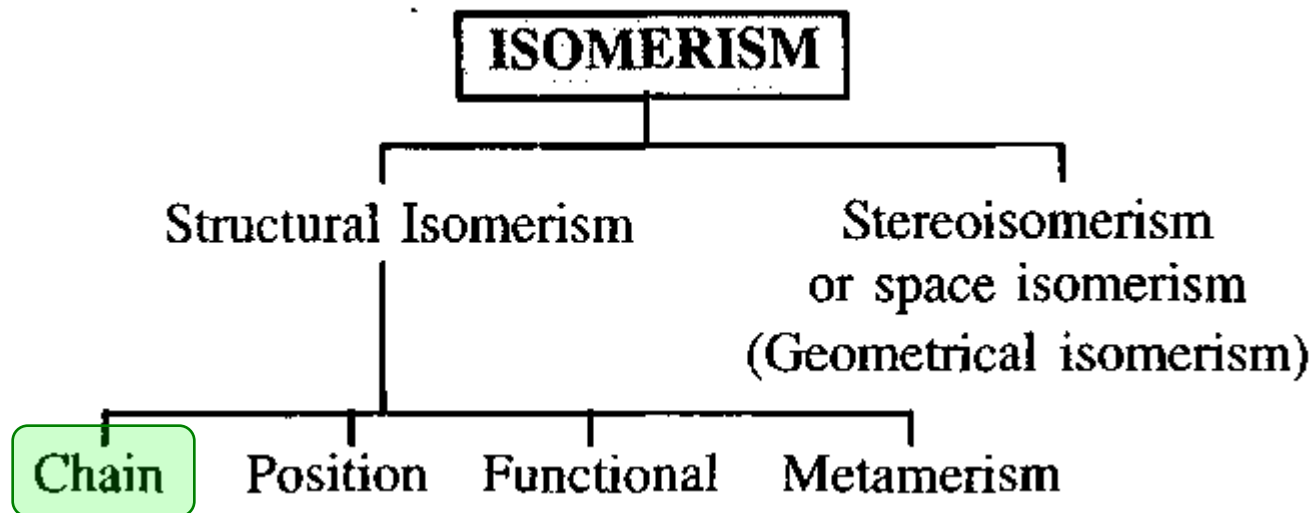 ISOMERISM
Structural Isomerism
Stereoisomerism
or space isomerism
(Geometrical isomerism)
Chain Position Functional Metamerism